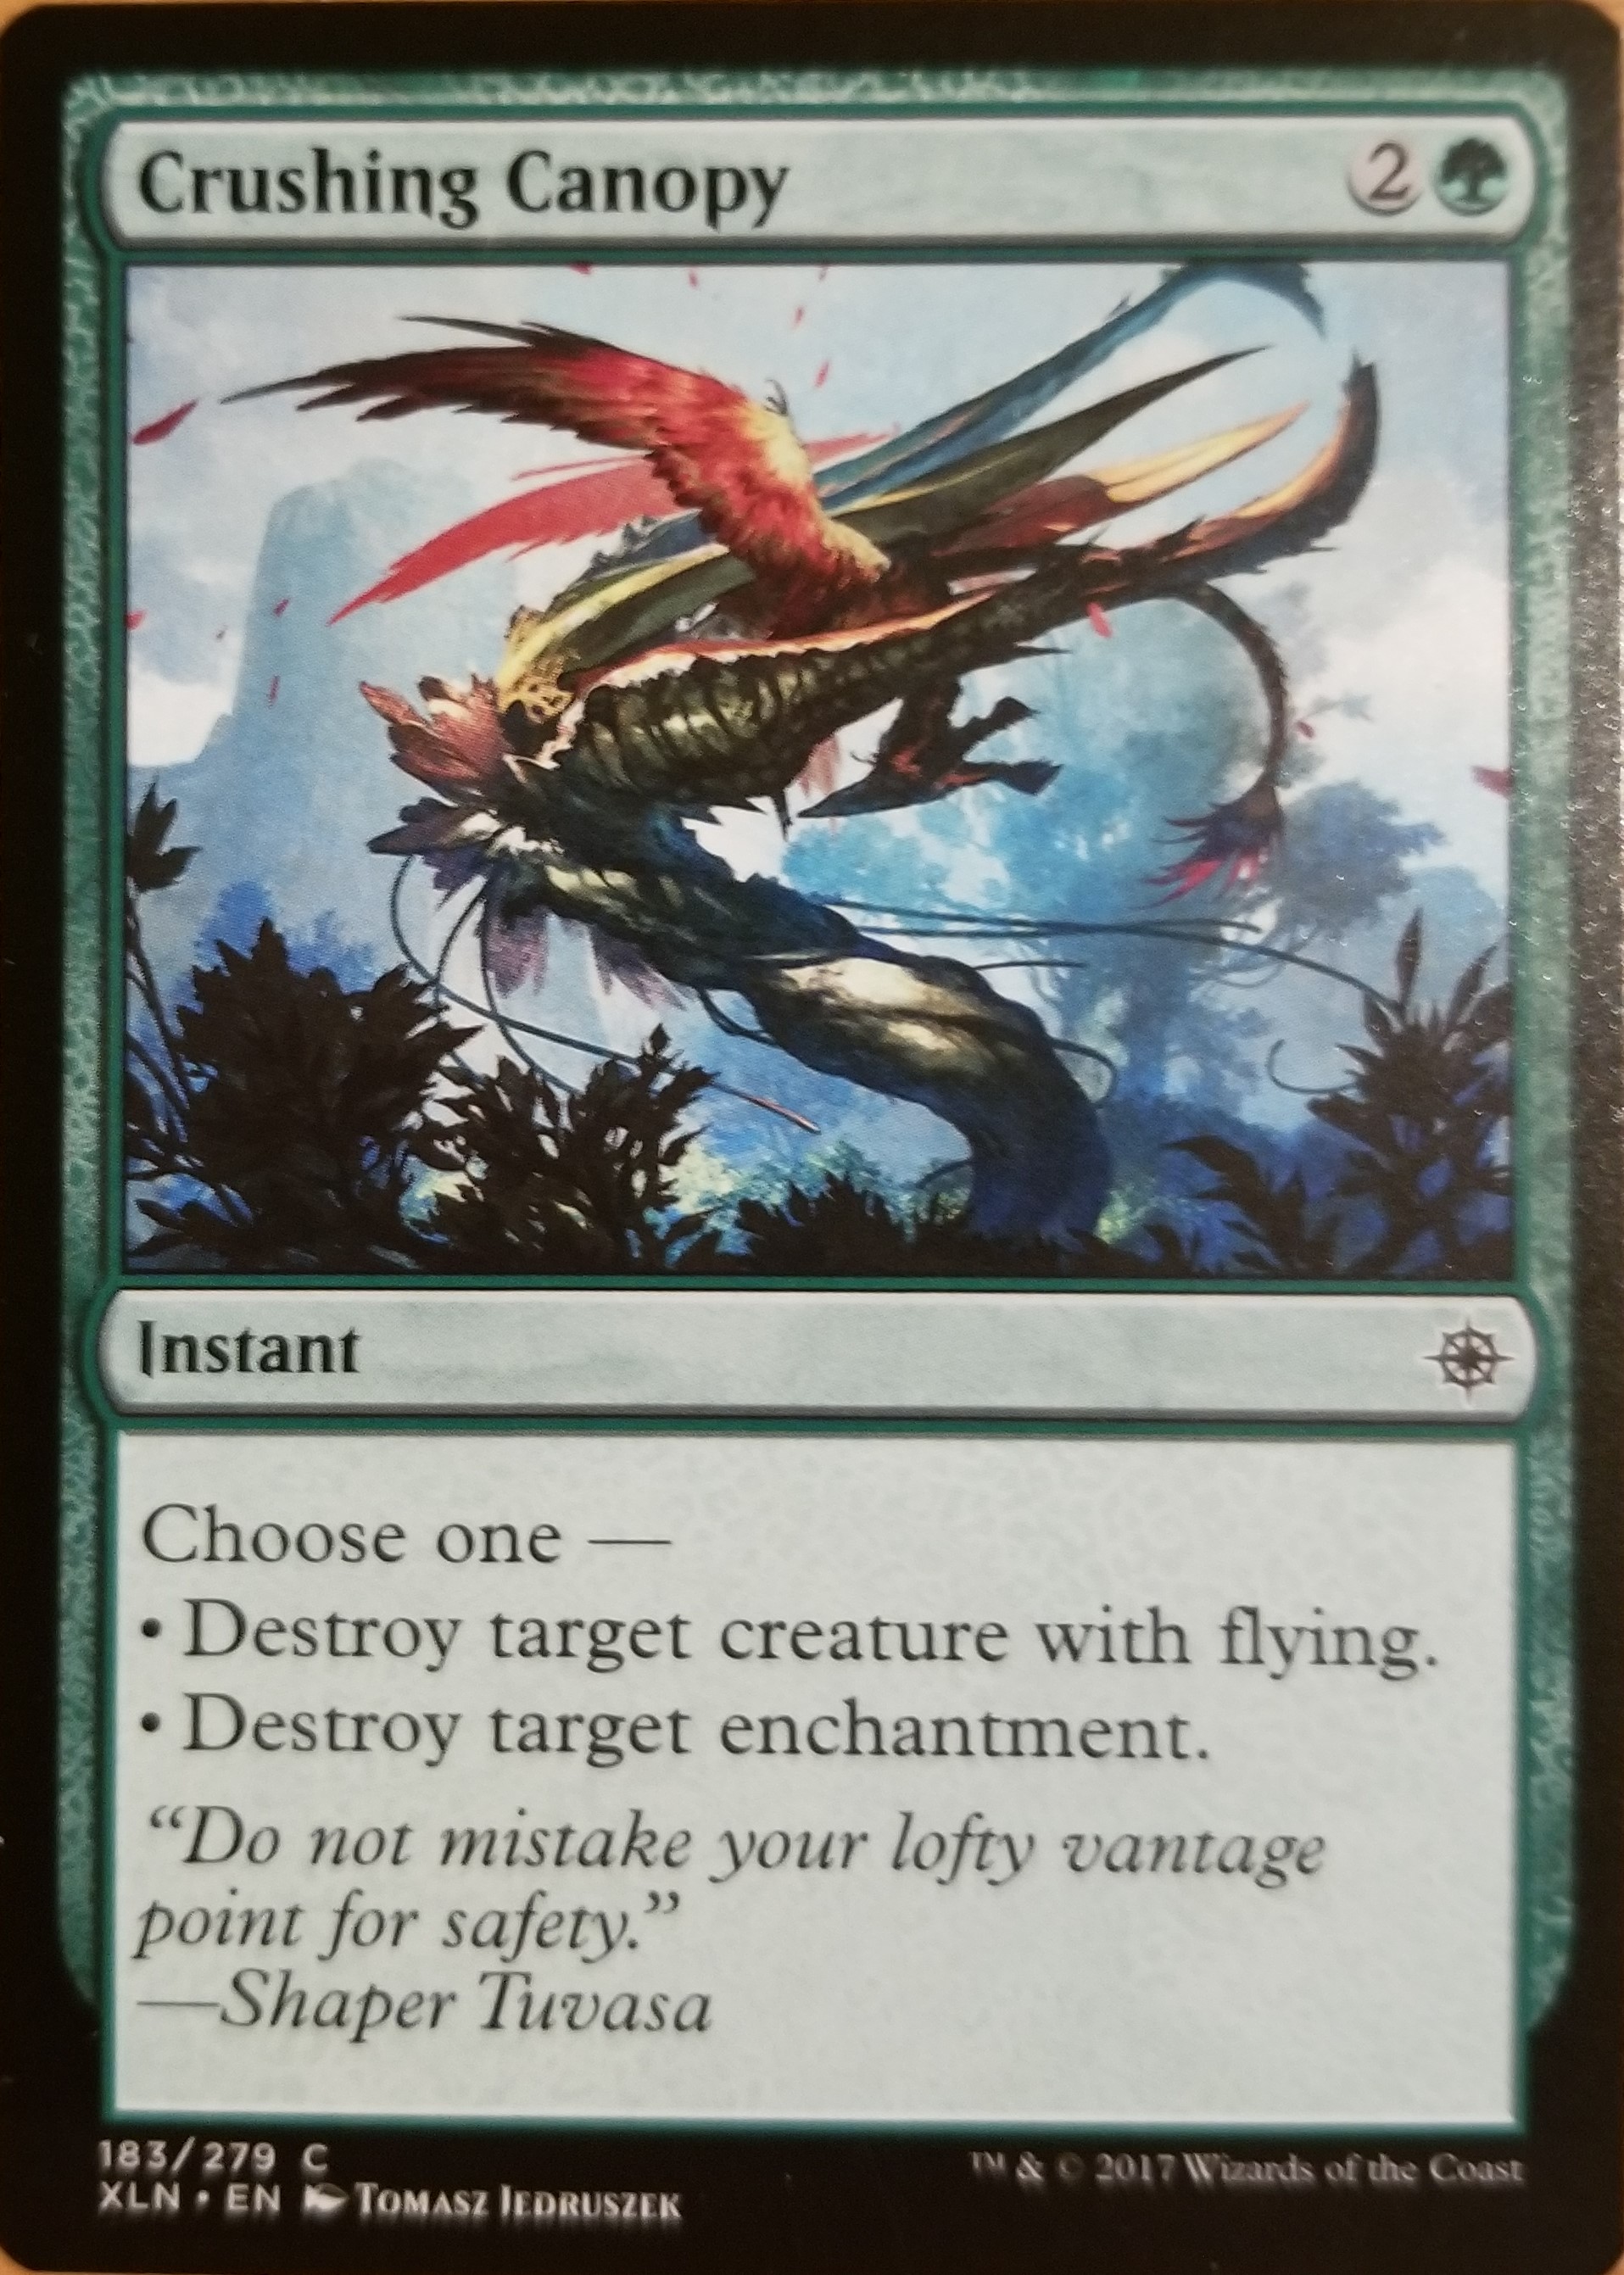 Crushing Canopy 2
Instant
Choose one —
• Destroy target creature with flying.
• Destroy target enchantment.
“Do not mistake your lofty vantage
point for safety.”
—Shaper Tuvasa
183/279 C
XLN • EN TOMASZ JEDRUSZEK
™ & © 2017 Wizards of the Coast